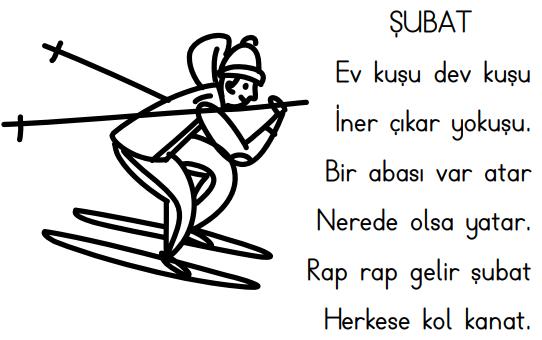 ŞUBAT
Ev kuşu dev kuşu
İner çıkar yokuşu.
Bir abası var atar
Nerede olsa yatar.
Rap rap gelir şubat
Herkese kol kanat.